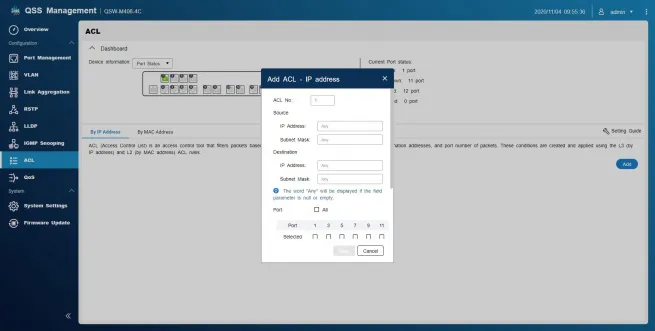 QSS Management | QSW-M408-4C
2020/11/04 09:55:36
admin
Overview
Configuration
Port Management
VLAN
Link Aggregation
RSTP
LLDP
IGMP Snooping
ACL
QoS
System
System Settings
Firmware Update
ACL
Dashboard
Device Information:
Port Status
Current Port status:
1 port
11 port
12 port
0 port
By IP Address
By MAC Address
Setting Guide
ACL (Access Control List) is an access control tool that filters packets based
addresses, and port number of packets. These conditions are created and applied using the L3 (by
IP address) and L2 (by MAC address) ACL rules.
Add
Add ACL - IP address
ACL No.
Source
IP Address:
Any
Subnet Mask:
Any
Destination
IP Address:
Any
Subnet Mask:
Any
The word "Any" will be displayed if the field
parameter is null or empty.
Port
All
Port 1 3 5 7 9 11
Selected
Cancel